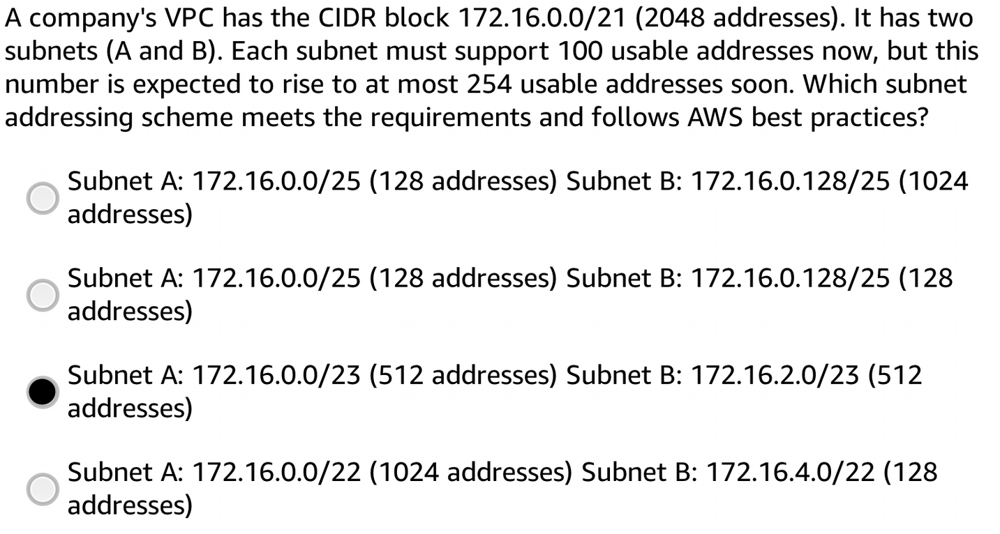 A company's VPC has the CIDR block 172.16.0.0/21 (2048 addresses). It has two
subnets (A and B). Each subnet must support 100 usable addresses now, but this
number is expected to rise to at most 254 usable addresses soon. Which subnet
addressing scheme meets the requirements and follows AWS best practices?
Subnet A: 172.16.0.0/25 (128 addresses) Subnet B: 172.16.0.128/25 (1024
addresses)
Subnet A: 172.16.0.0/25 (128 addresses) Subnet B: 172.16.0.128/25 (128
addresses)
Subnet A: 172.16.0.0/23 (512 addresses) Subnet B: 172.16.2.0/23 (512
addresses)
Subnet A: 172.16.0.0/22 (1024 addresses) Subnet B: 172.16.4.0/22 (128
addresses)